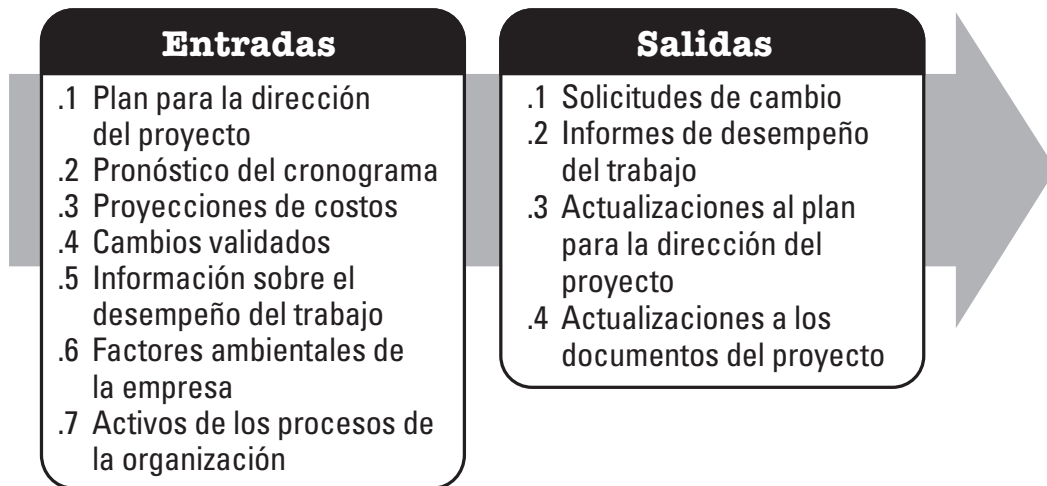 Entradas
.1 Plan para la dirección
del proyecto
.2 Pronóstico del cronograma
.3 Proyecciones de costos
.4 Cambios validados
.5 Información sobre el
desempeño del trabajo
.6 Factores ambientales de
la empresa
.7 Activos de los procesos de
la organización
Salidas
.1 Solicitudes de cambio
.2 Informes de desempeño
del trabajo
.3 Actualizaciones al plan
para la dirección del
proyecto
.4 Actualizaciones a los
documentos del proyecto